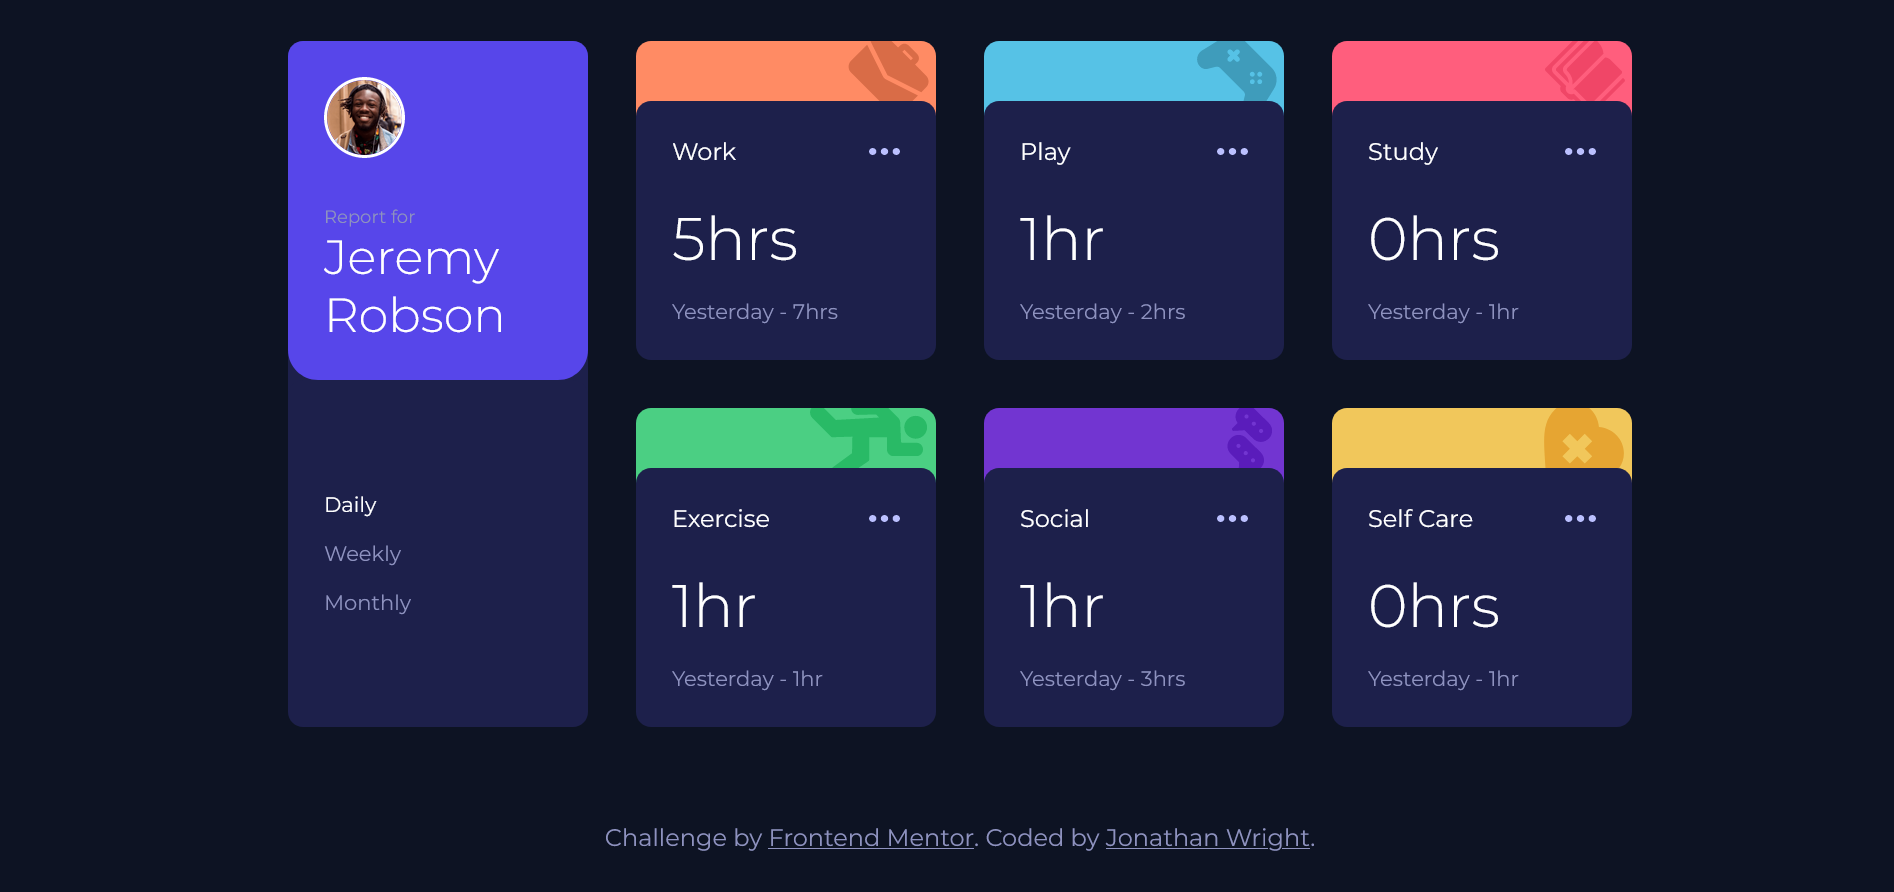 Report for
Jeremy
Robson
Daily
Weekly
Monthly
Work
5hrs
Yesterday - 7hrs
Play
1hr
Yesterday - 2hrs
Study
0hrs
Yesterday - 1hr
Exercise
1hr
Yesterday - 1hr
Social
1hr
Yesterday - 3hrs
Self Care
0hrs
Yesterday - 1hr
Challenge by Frontend Mentor. Coded by Jonathan Wright.